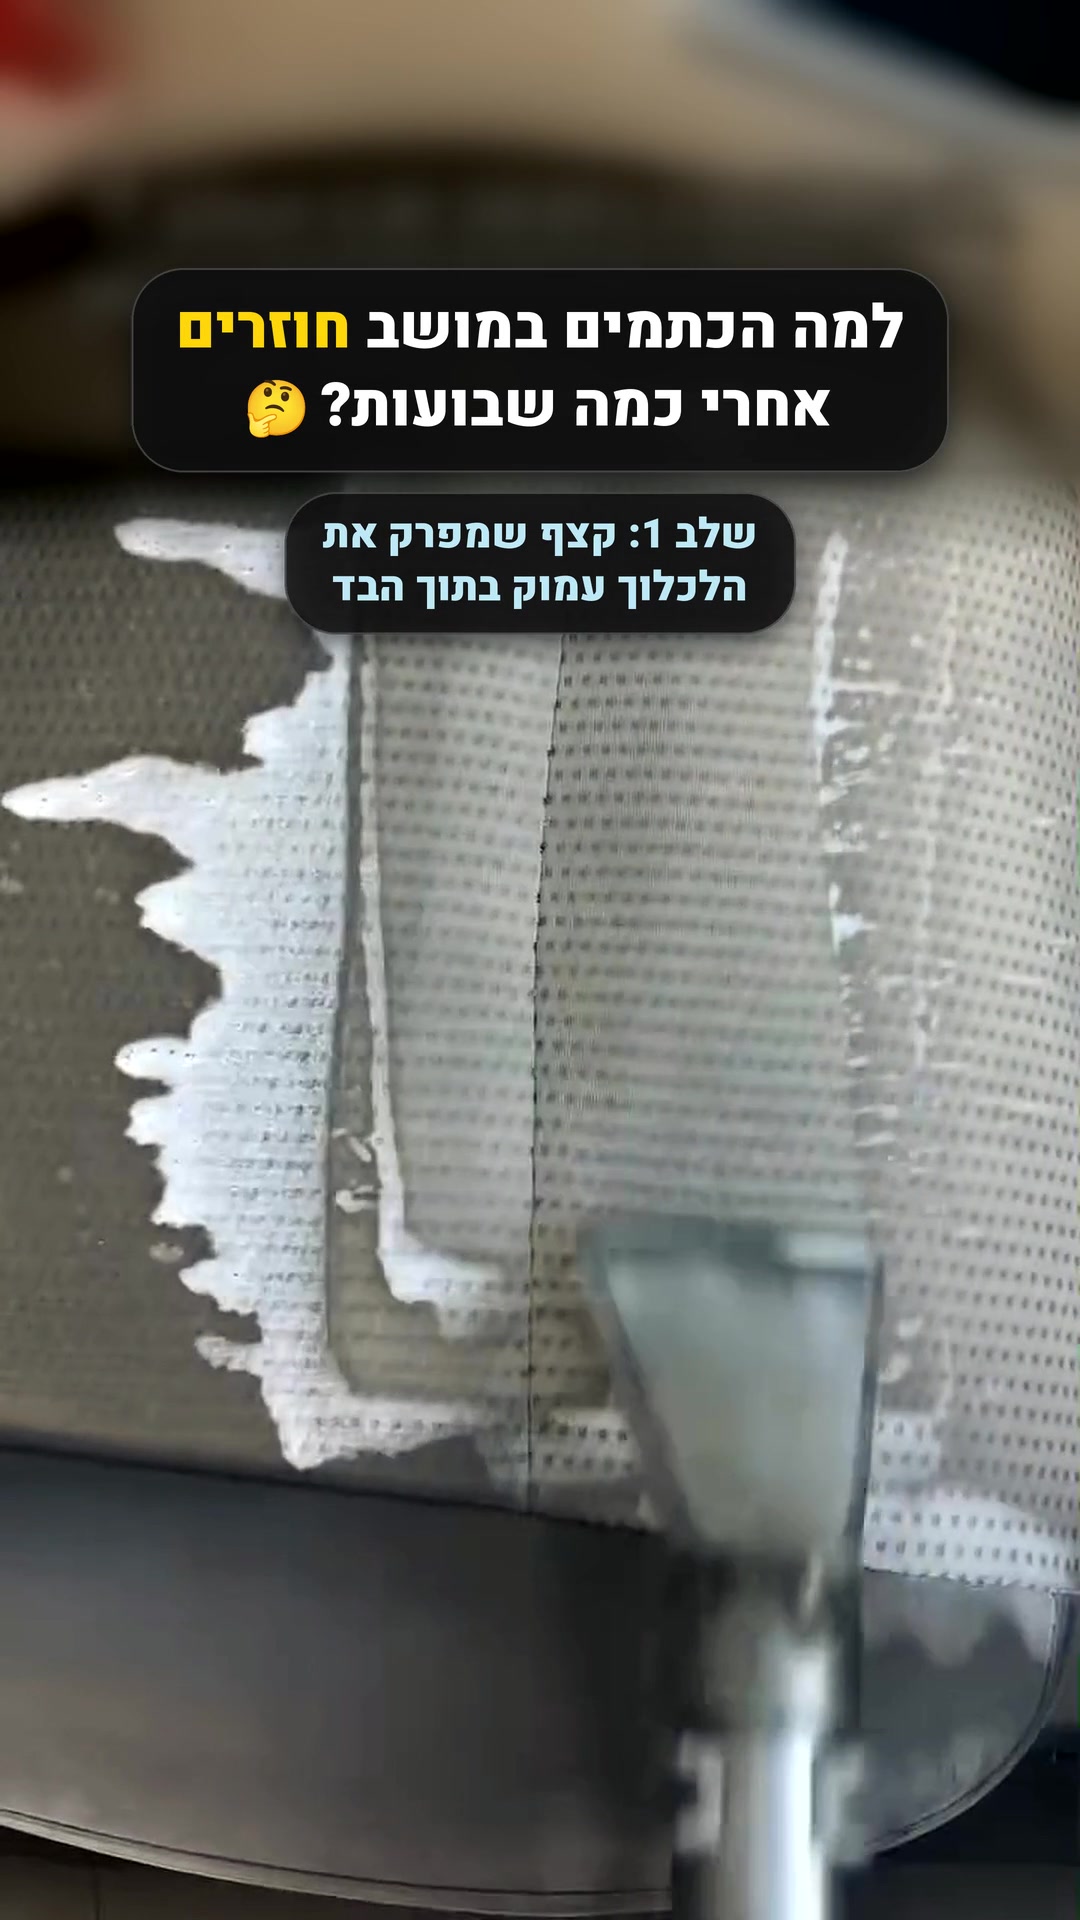 למה הכתמים במושב חוזרים
אחרי כמה שבועות? 🤔
שלב 1: קצף שמפרק את
הלכלוך עמוק בתוך הבד